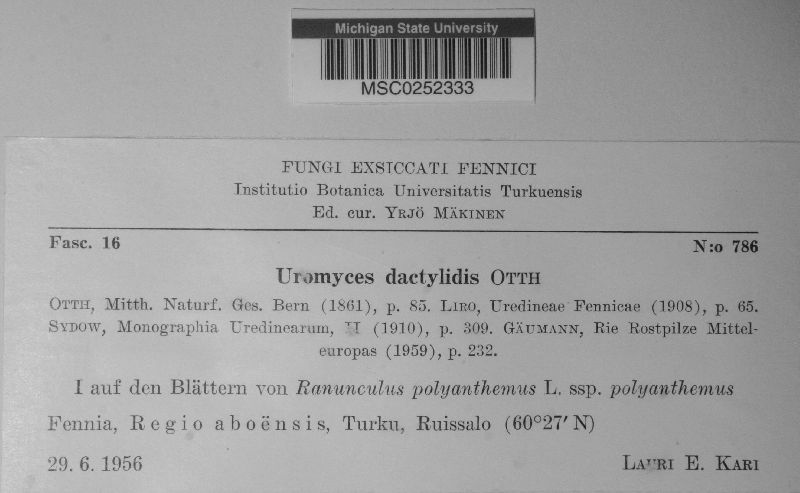 Michigan State University
MSC0252333
FUNGI EXSICCATI FENNICI
Institutio Botanica Universitatis Turkuensis
Ed. cur. YRJÖ MÄKINEN
Fasc. 16 N:o 786
Uromyces dactylidis OTTH
OTTH, Mitth. Naturf. Ges. Bern (1861), p. 85. LIRO, Uredineae Fennicae (1908), p. 65.
SYDOW, Monographia Uredinearum, II (1910), p. 309. GÄUMANN, Rie Rostpilze Mittel-
europas (1959), p. 232.
I auf den Blättern von Ranunculus polyanthemus L. ssp. polyanthemus
Fennia, Regio aboënsis, Turku, Ruissalo (60°27′ N)
29. 6. 1956 LAURI E. KARI